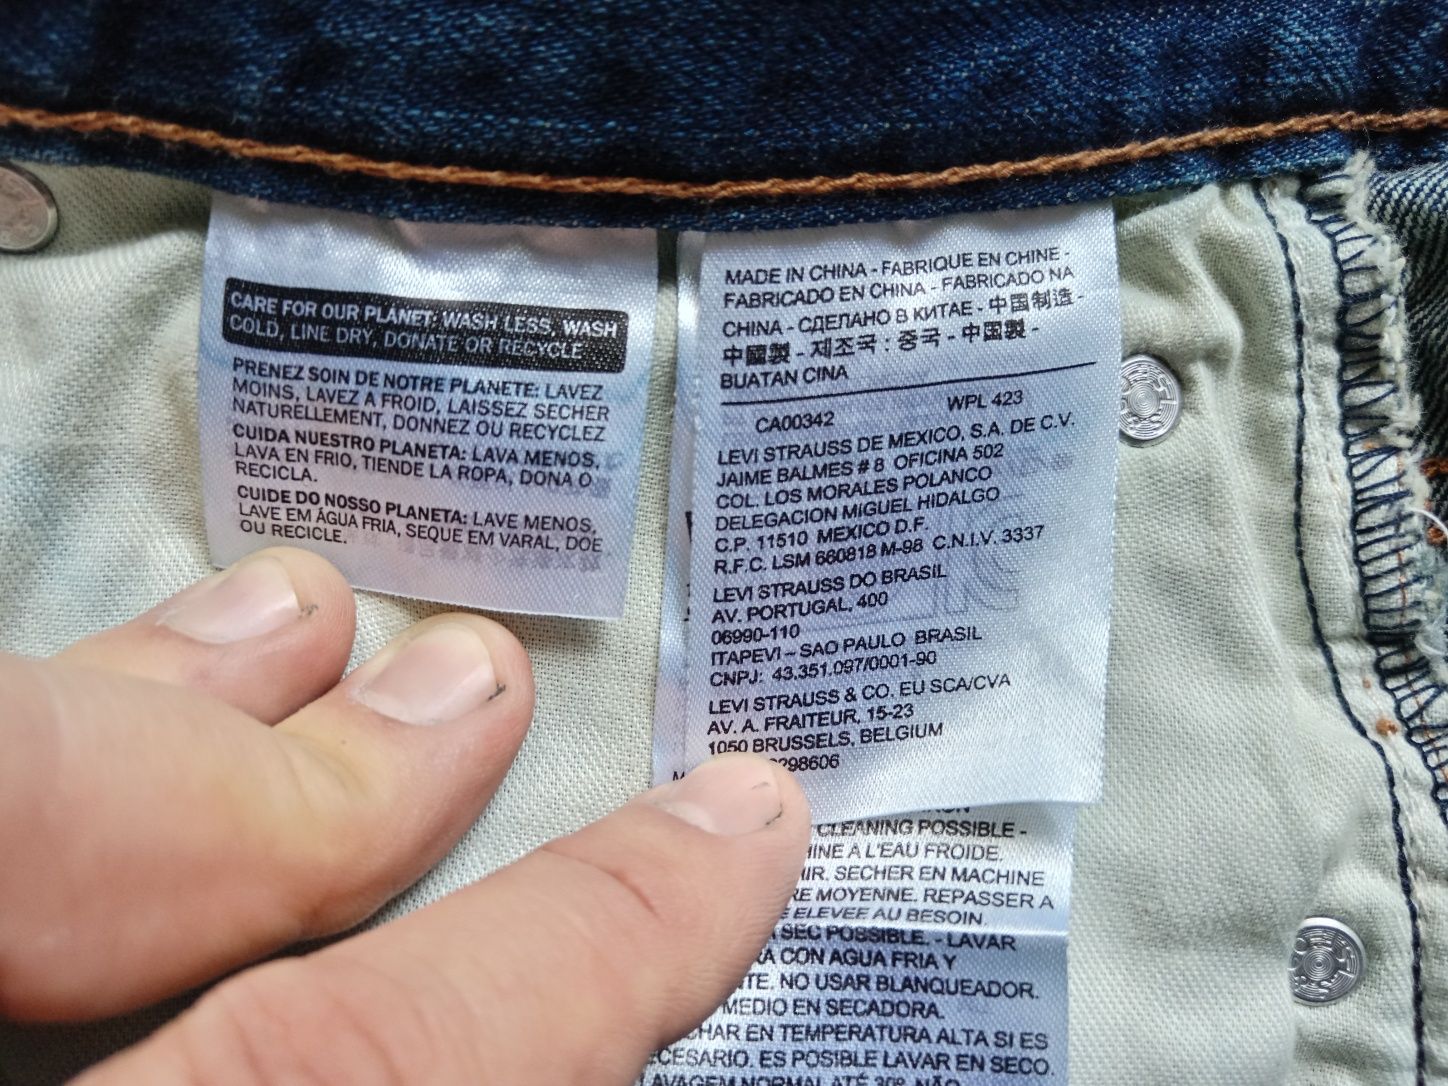 CARE FOR OUR PLANET: WASH LESS, WASH
COLD, LINE DRY, DONATE OR RECYCLE
PRENEZ SOIN DE NOTRE PLANETE: LAVEZ
MOINS, LAVEZ A FROID, LAISSEZ SECHER
NATURELLEMENT, DONNEZ OU RECYCLEZ
CUIDA NUESTRO PLANETA: LAVA MENOS,
LAVA EN FRIO, TIENDE LA ROPA, DONA O
RECICLA.
CUIDE DO NOSSO PLANETA: LAVE MENOS,
LAVE EM ÁGUA FRIA, SEQUE EM VARAL, DOE
OU RECICLE.
MADE IN CHINA - FABRIQUE EN CHINE -
FABRICADO EN CHINA - FABRICADO NA
CHINA - СДЕЛАНО В КИТАЕ - 中国制造 -
中國製 - 제조국 : 중국 - 中国製 -
BUATAN CINA
CA00342 WPL 423
LEVI STRAUSS DE MEXICO, S.A. DE C.V.
JAIME BALMES # 8 OFICINA 502
COL. LOS MORALES POLANCO
DELEGACION MIGUEL HIDALGO
C.P. 11510 MEXICO D.F.
R.F.C. LSM 660818 M-98 C.N.I.V. 3337
LEVI STRAUSS DO BRASIL
AV. PORTUGAL, 400
06990-110
ITAPEVI – SAO PAULO BRASIL
CNPJ: 43.351.097/0001-90
LEVI STRAUSS & CO. EU SCA/CVA
AV. A. FRAITEUR, 15-23
1050 BRUSSELS, BELGIUM
298606
CLEANING POSSIBLE -
A L'EAU FROIDE.
SECHER EN MACHINE
MOYENNE. REPASSER A
ELEVEE AU BESOIN.
SEC POSSIBLE. - LAVAR
CON AGUA FRIA Y
NO USAR BLANQUEADOR.
MEDIO EN SECADORA.
EN TEMPERATURA ALTA SI ES
ES POSIBLE LAVAR EN SECO.
NORMAL ATÉ 30º. NÃO